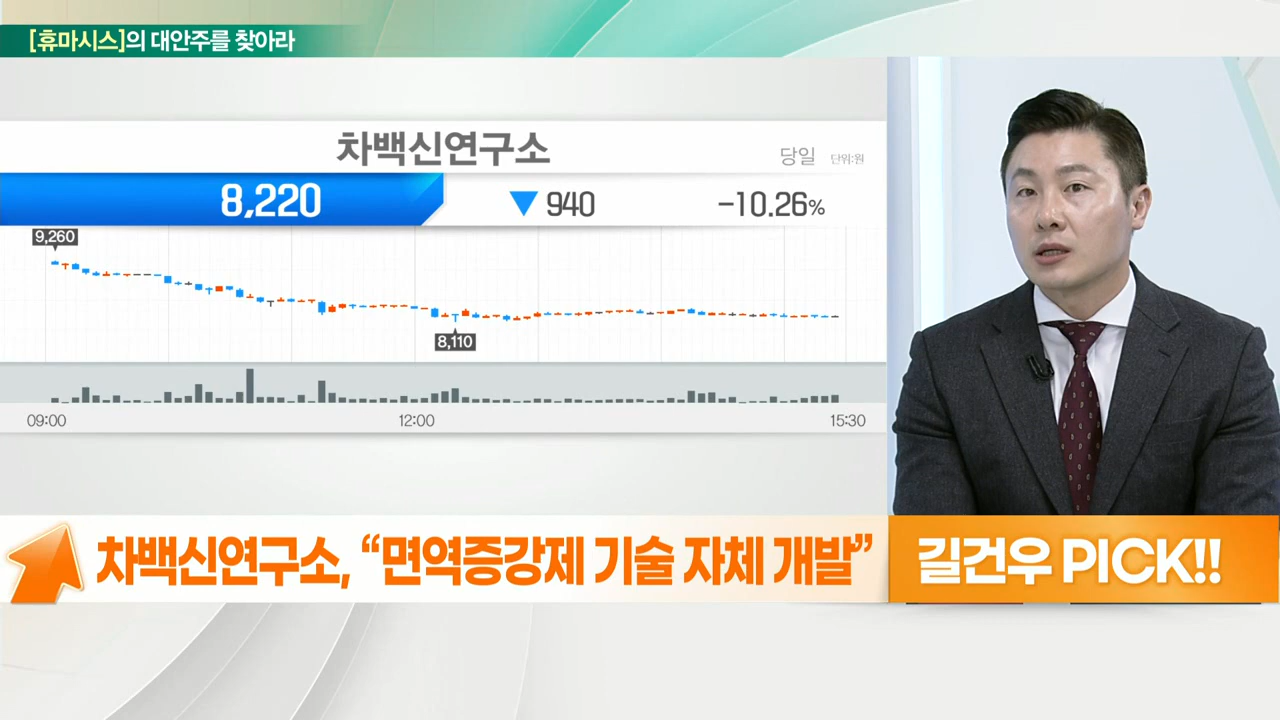 [휴마시스]의 대안주를 찾아라
차백신연구소
당일 단위:원
8,220 ▼ 940 -10.26%
9,260
8,110
09:00 12:00 15:30
차백신연구소, “면역증강제 기술 자체 개발”
길건우 PICK!!